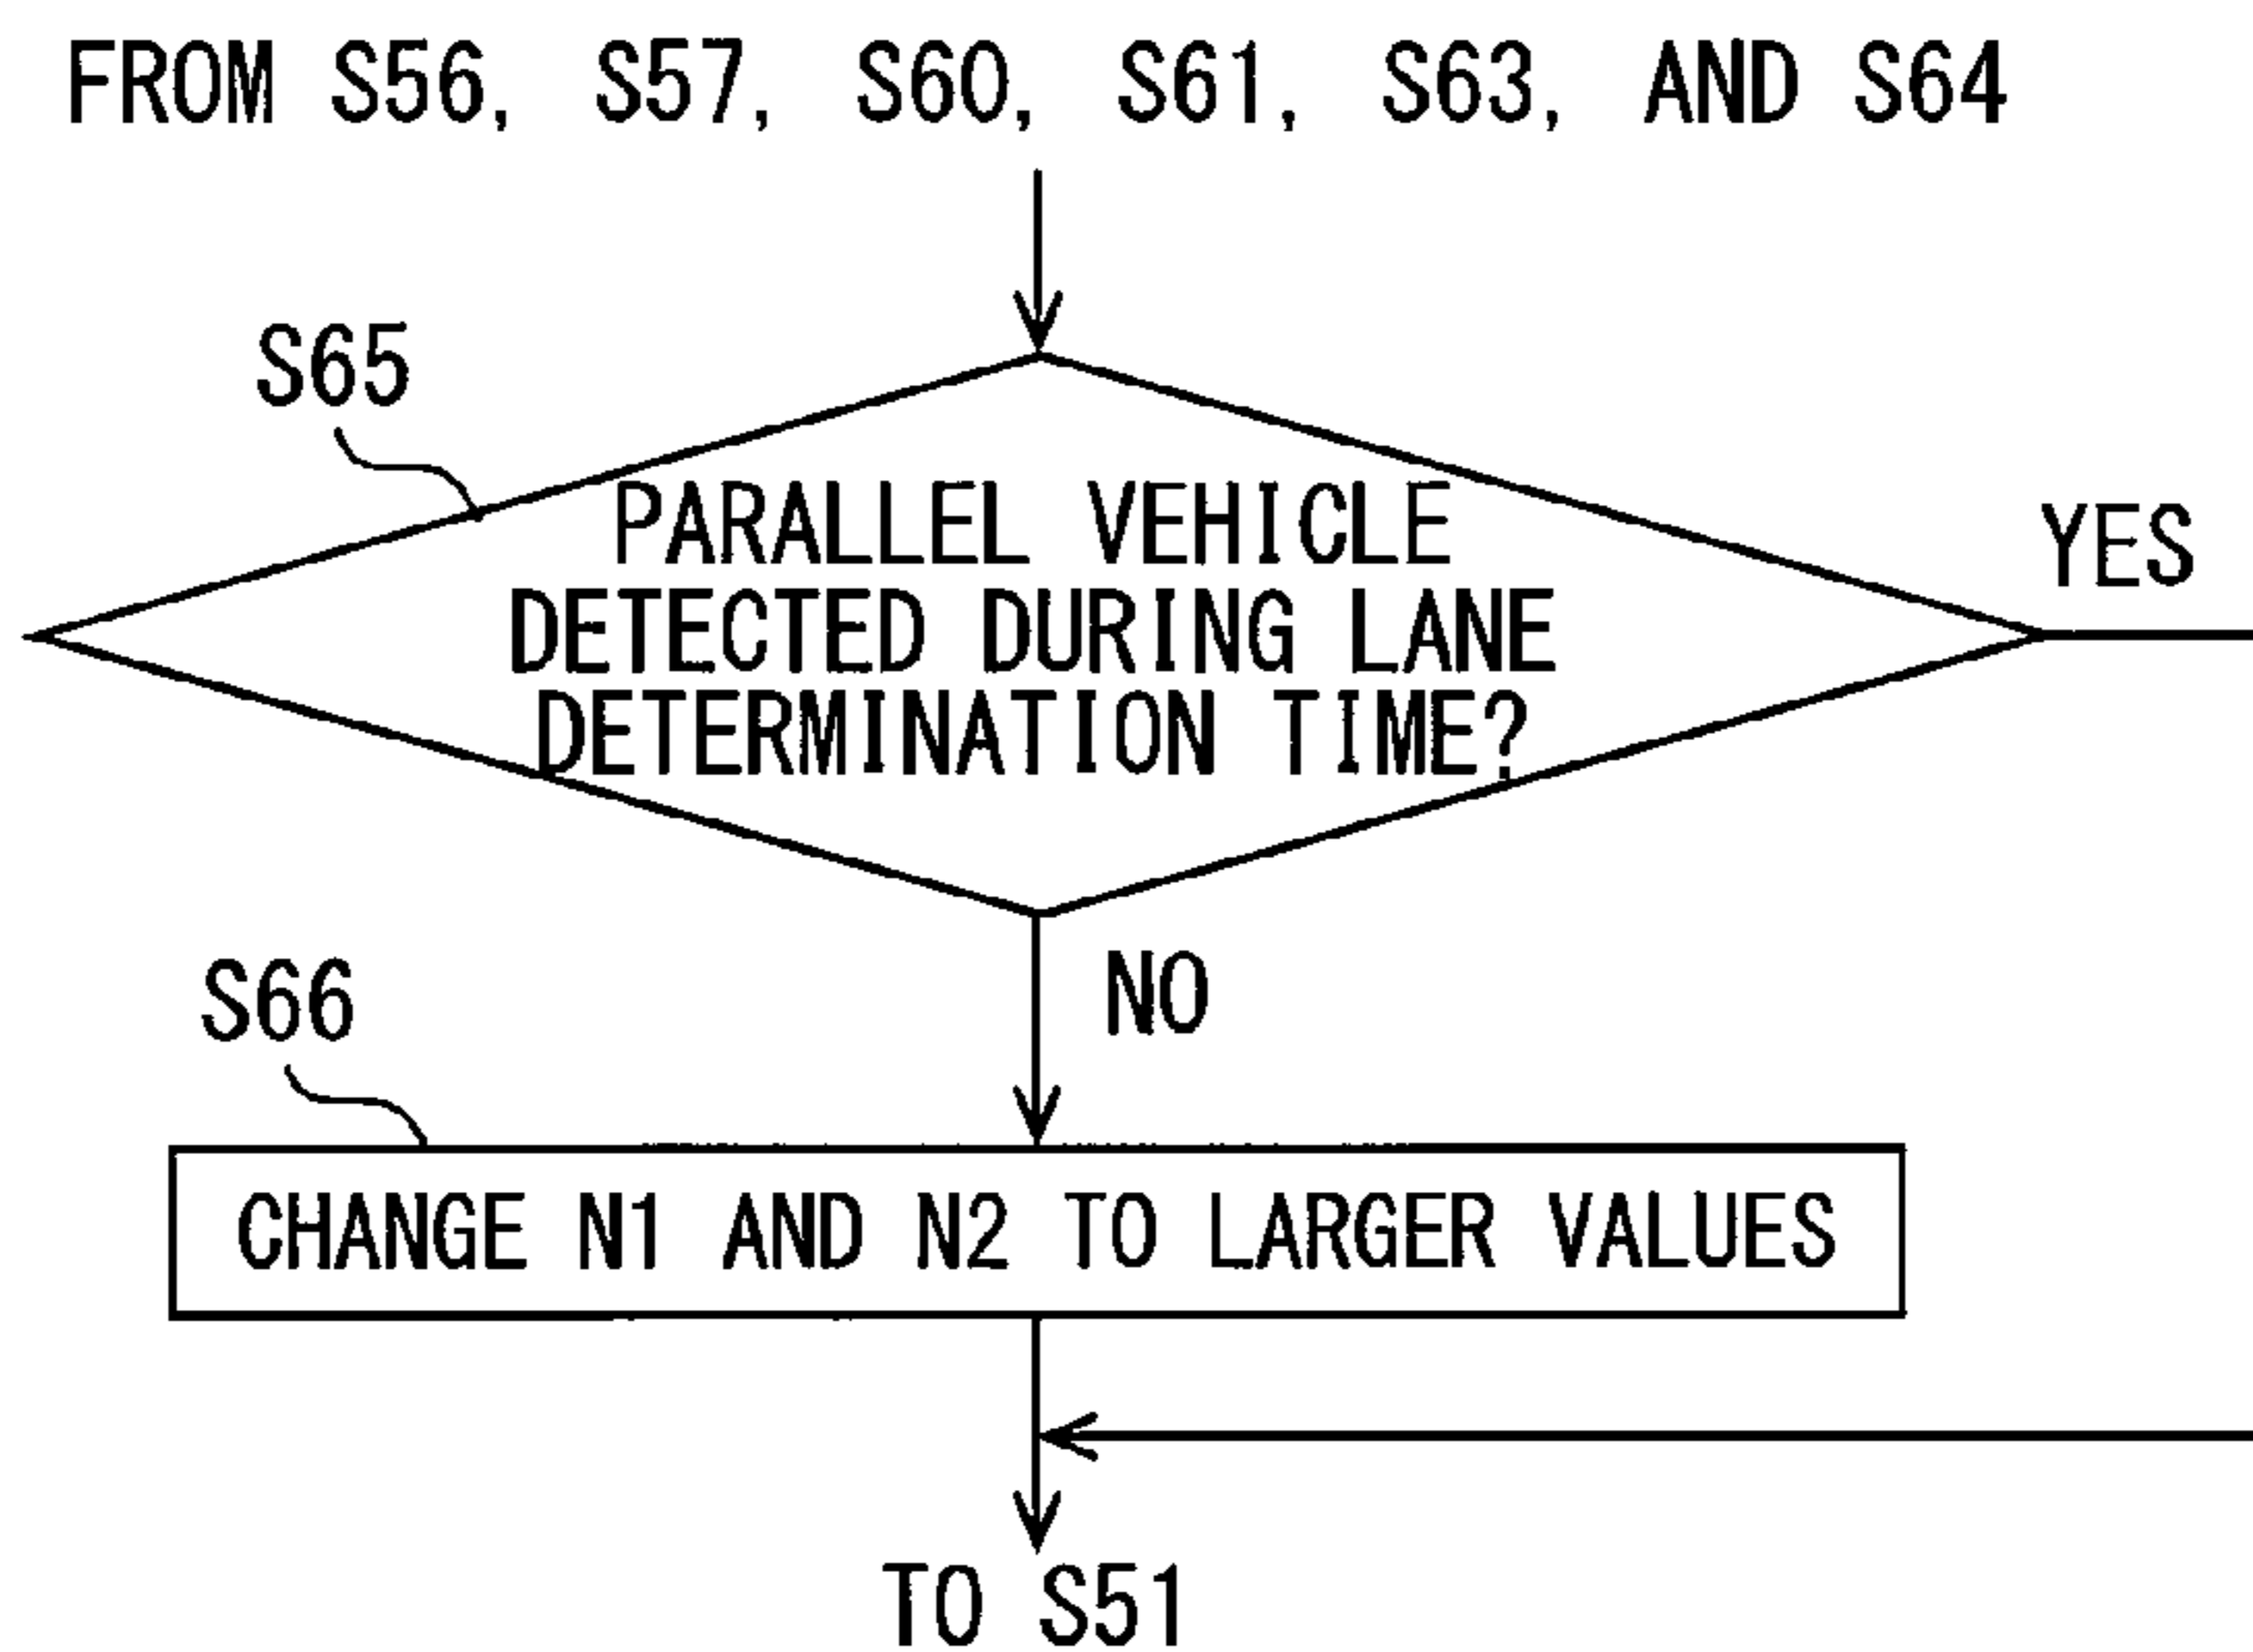 FROM S56, S57, S60, S61, S63, AND S64
S65
PARALLEL VEHICLE
DETECTED DURING LANE
DETERMINATION TIME?
YES
NO
S66
CHANGE N1 AND N2 TO LARGER VALUES
TO S51